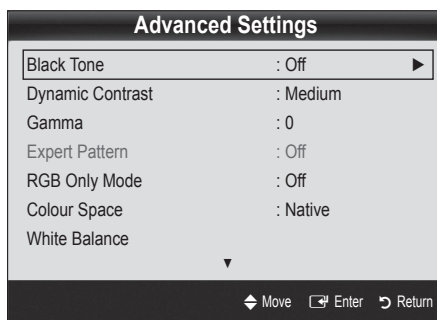 Advanced Settings
Black Tone : Off ►
Dynamic Contrast : Medium
Gamma : 0
Expert Pattern : Off
RGB Only Mode : Off
Colour Space : Native
White Balance
▼
Move Enter Return